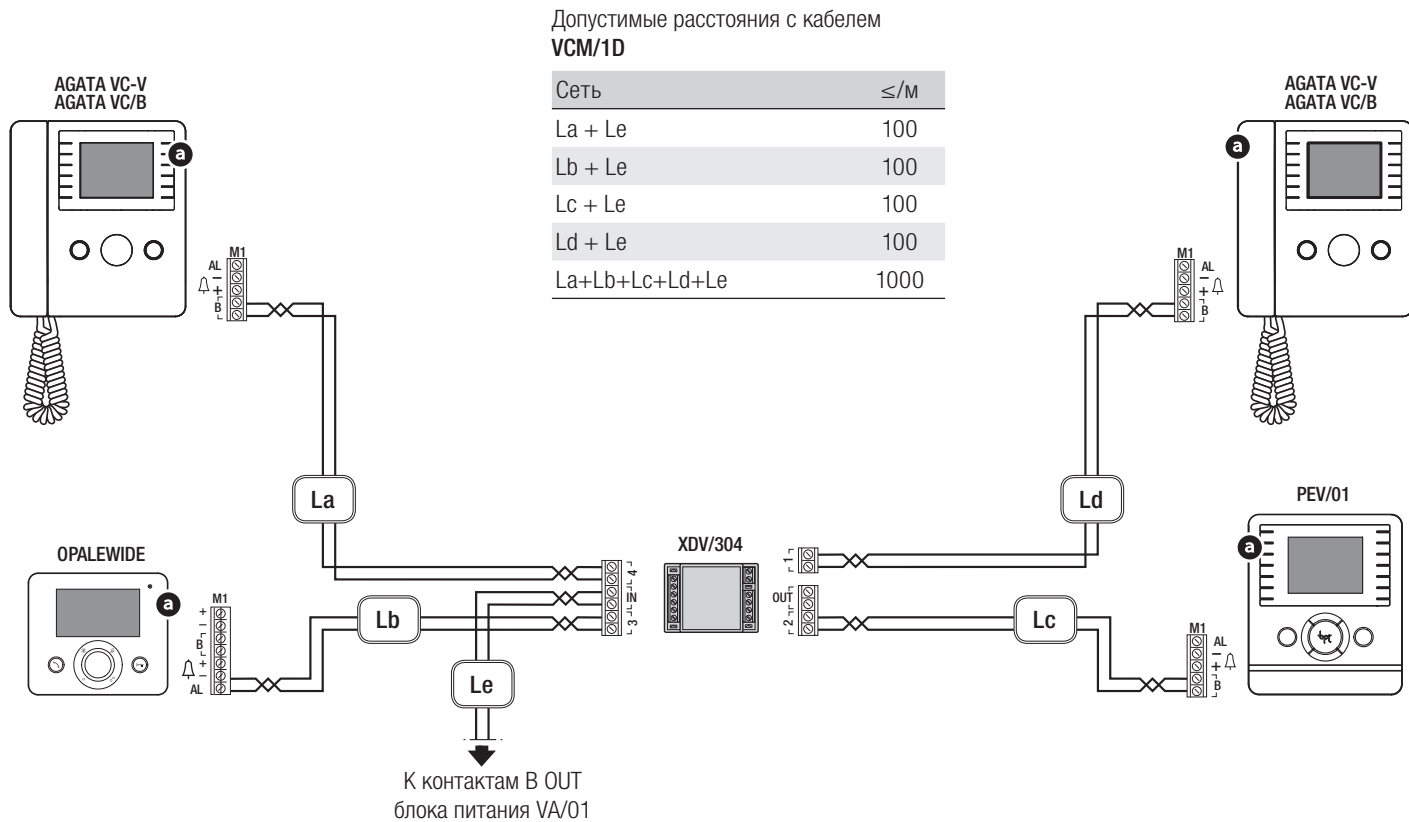 Допустимые расстояния с кабелем
VCM/1D
Сеть ≤/м
La + Le 100
Lb + Le 100
Lc + Le 100
Ld + Le 100
La+Lb+Lc+Ld+Le 1000
AGATA VC-V
AGATA VC/B
a
M1
AL
−
+
B
La
AGATA VC-V
AGATA VC/B
a
M1
AL
−
+
B
Ld
OPALEWIDE
a
M1
+
−
B
+
−
AL
Lb
Le
4
IN
3
XDV/304
1
OUT
2
Lc
PEV/01
a
bpt
M1
AL
−
+
B
К контактам B OUT
блока питания VA/01